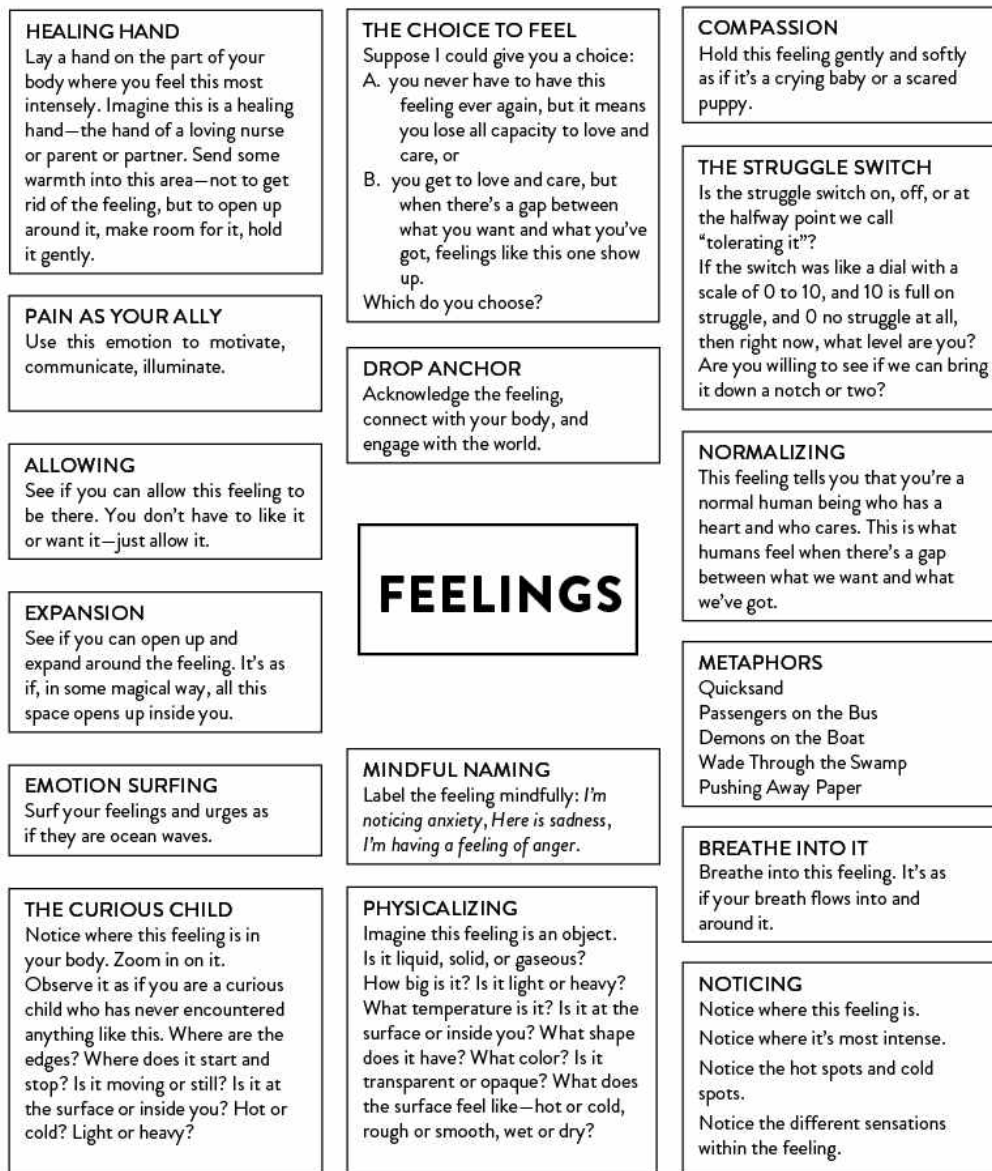 HEALING HAND
Lay a hand on the part of your
body where you feel this most
intensely. Imagine this is a healing
hand—the hand of a loving nurse
or parent or partner. Send some
warmth into this area—not to get
rid of the feeling, but to open up
around it, make room for it, hold
it gently.
PAIN AS YOUR ALLY
Use this emotion to motivate,
communicate, illuminate.
ALLOWING
See if you can allow this feeling to
be there. You don’t have to like it
or want it—just allow it.
EXPANSION
See if you can open up and
expand around the feeling. It’s as
if, in some magical way, all this
space opens up inside you.
EMOTION SURFING
Surf your feelings and urges as
if they are ocean waves.
THE CURIOUS CHILD
Notice where this feeling is in
your body. Zoom in on it.
Observe it as if you are a curious
child who has never encountered
anything like this. Where are the
edges? Where does it start and
stop? Is it moving or still? Is it at
the surface or inside you? Hot or
cold? Light or heavy?
THE CHOICE TO FEEL
Suppose I could give you a choice:
A. you never have to have this
feeling ever again, but it means
you lose all capacity to love and
care, or
B. you get to love and care, but
when there’s a gap between
what you want and what you’ve
got, feelings like this one show
up.
Which do you choose?
DROP ANCHOR
Acknowledge the feeling,
connect with your body, and
engage with the world.
FEELINGS
MINDFUL NAMING
Label the feeling mindfully: I’m
noticing anxiety, Here is sadness,
I’m having a feeling of anger.
PHYSICALIZING
Imagine this feeling is an object.
Is it liquid, solid, or gaseous?
How big is it? Is it light or heavy?
What temperature is it? Is it at the
surface or inside you? What shape
does it have? What color? Is it
transparent or opaque? What does
the surface feel like—hot or cold,
rough or smooth, wet or dry?
COMPASSION
Hold this feeling gently and softly
as if it’s a crying baby or a scared
puppy.
THE STRUGGLE SWITCH
Is the struggle switch on, off, or at
the halfway point we call
“tolerating it”?
If the switch was like a dial with a
scale of 0 to 10, and 10 is full on
struggle, and 0 no struggle at all,
then right now, what level are you?
Are you willing to see if we can bring
it down a notch or two?
NORMALIZING
This feeling tells you that you’re a
normal human being who has a
heart and who cares. This is what
humans feel when there’s a gap
between what we want and what
we’ve got.
METAPHORS
Quicksand
Passengers on the Bus
Demons on the Boat
Wade Through the Swamp
Pushing Away Paper
BREATHE INTO IT
Breathe into this feeling. It’s as
if your breath flows into and
around it.
NOTICING
Notice where this feeling is.
Notice where it’s most intense.
Notice the hot spots and cold
spots.
Notice the different sensations
within the feeling.